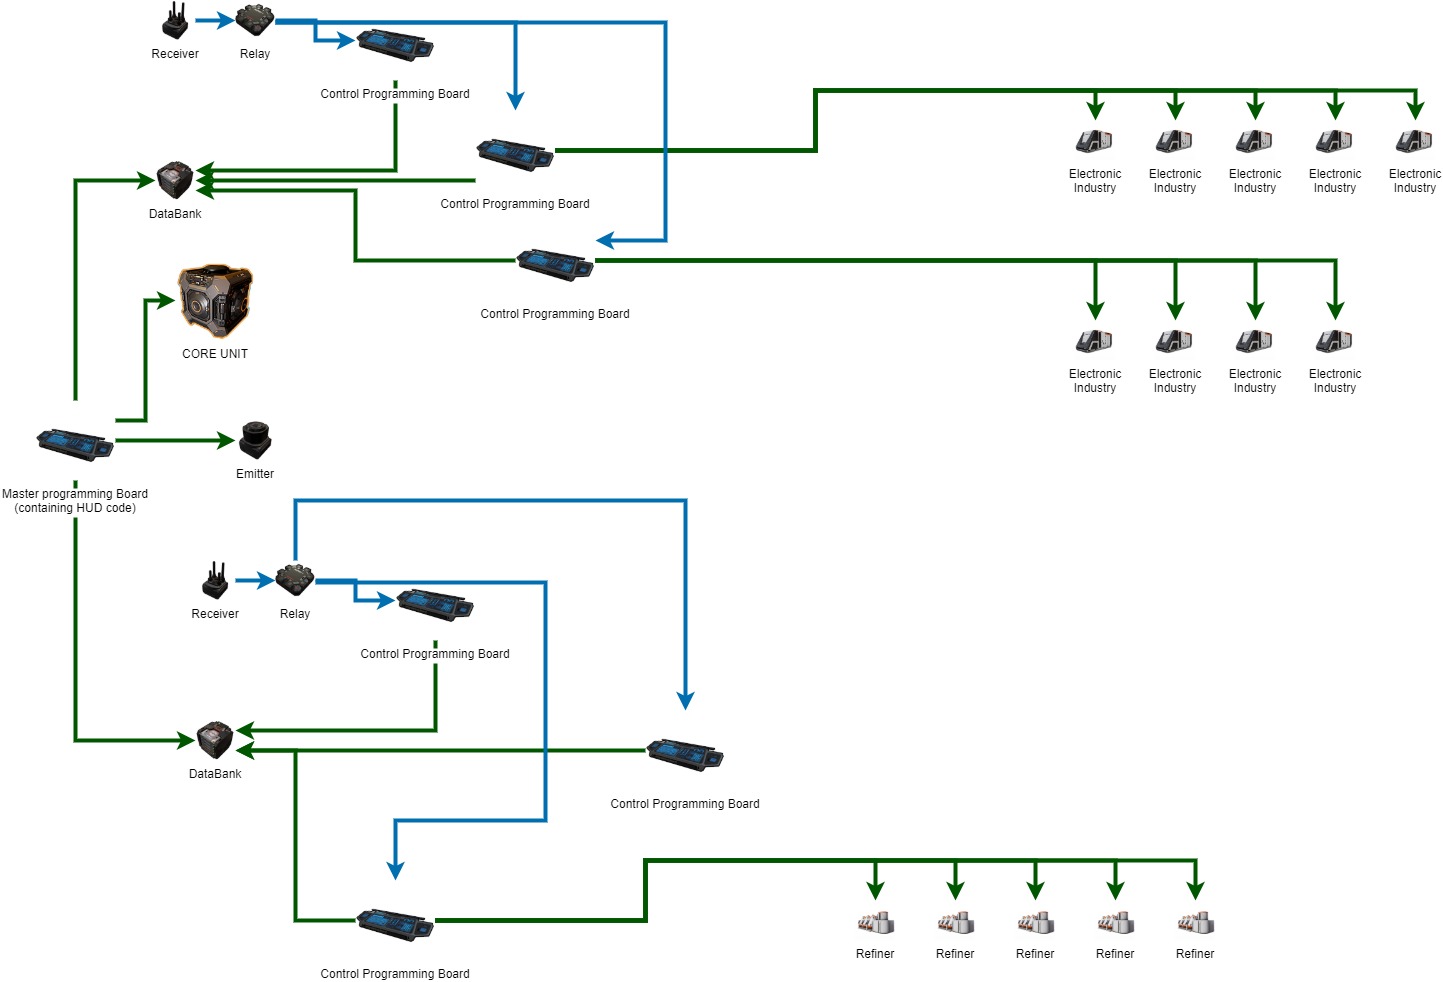 Receiver
Relay
Control Programming Board
Electronic
Industry
Electronic
Industry
Electronic
Industry
Electronic
Industry
Electronic
Industry
DataBank
Control Programming Board
Control Programming Board
CORE UNIT
Electronic
Industry
Electronic
Industry
Electronic
Industry
Electronic
Industry
Emitter
Master programming Board
(containing HUD code)
Receiver
Relay
Control Programming Board
DataBank
Control Programming Board
Refiner
Refiner
Refiner
Refiner
Refiner
Control Programming Board